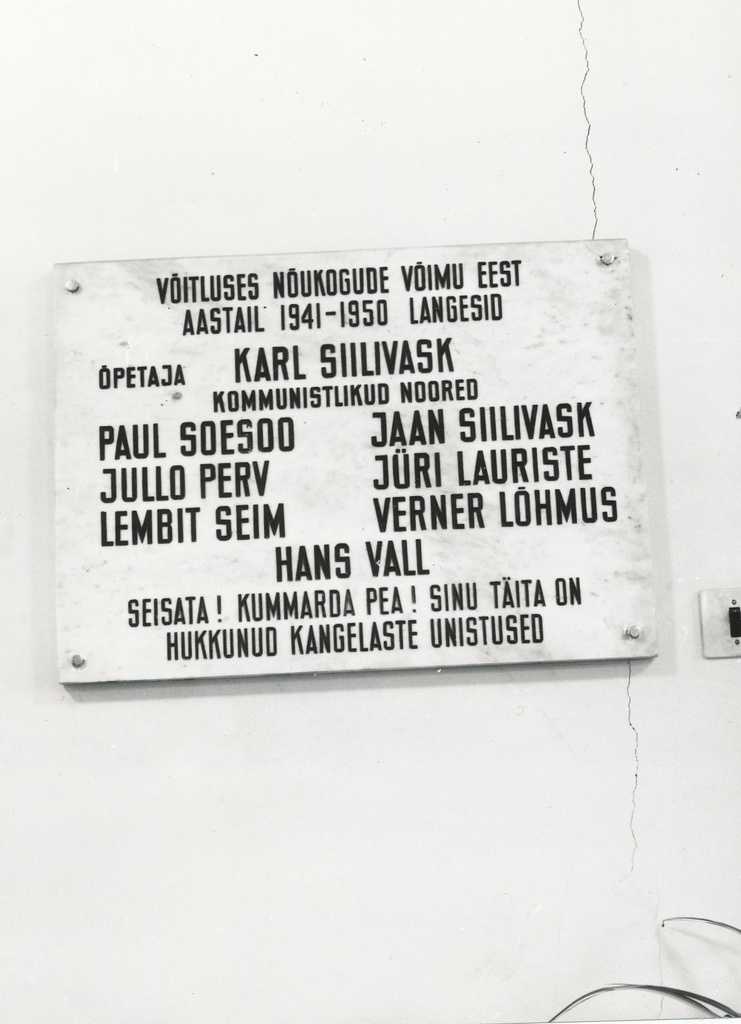 VÕITLUSES NÕUKOGUDE VÕIMU EEST
AASTAIL 1941-1950 LANGESID
ÕPETAJA KARL SIILIVASK
KOMMUNISTLIKUD NOORED
PAUL SOESOO JAAN SIILIVASK
JULLO PERV JÜRI LAURISTE
LEMBIT SEIM VERNER LÕHMUS
HANS VALL
SEISATA! KUMMARDA PEA! SINU TÄITA ON
HUKKUNUD KANGELASTE UNISTUSED